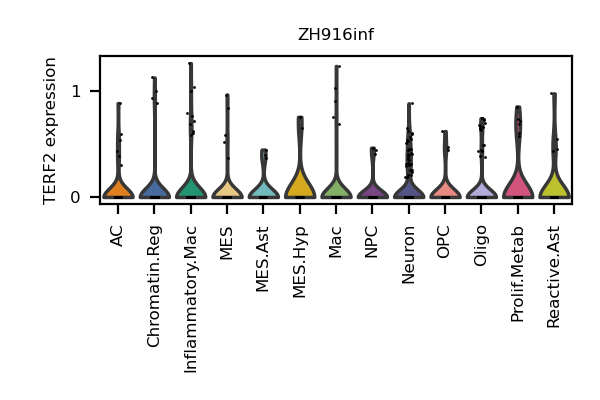 ZH916inf
TERF2 expression
1
0
AC
Chromatin.Reg
Inflammatory.Mac
MES
MES.Ast
MES.Hyp
Mac
NPC
Neuron
OPC
Oligo
Prolif.Metab
Reactive.Ast